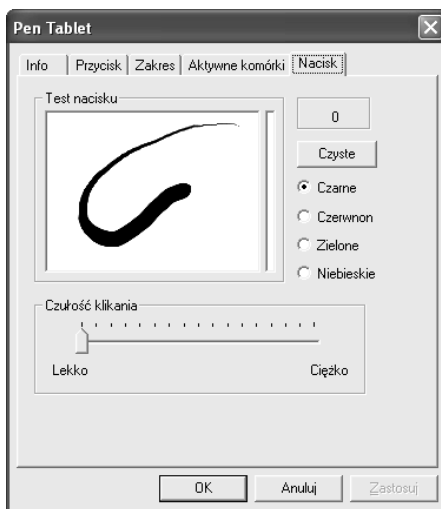 Pen Tablet
Info Przycisk Zakres Aktywne komórki Nacisk
Test nacisku
0
Czyste
Czarne
Czerwnon
Zielone
Niebieskie
Czułość klikania
Lekko Ciężko
OK Anuluj Zastosuj